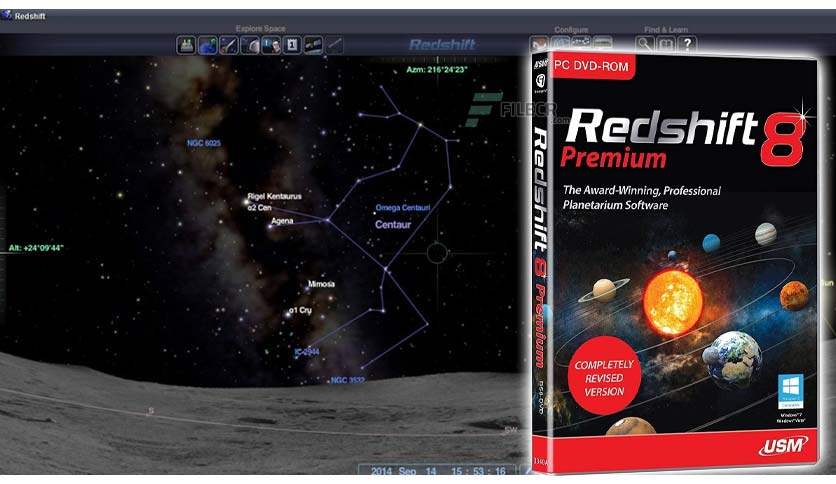 Redshift
Explore Space
Configure
Find & Learn
Redshift
Azm: 216°24'23"
FILECR
.com
NGC 6025
Rigel Kentaurus
α2 Cen
Agena
Omega Centauri
Centaur
Alt: +24°09'44"
Mimosa
α1 Cru
IC 2944
NGC 3532
S
SW
2014 Sep 14 15 : 53 : 16
Sun
PC DVD-ROM
Redshift 8
Premium
The Award-Winning, Professional
Planetarium Software
COMPLETELY
REVISED
VERSION
USM
Redshift 8 Premium